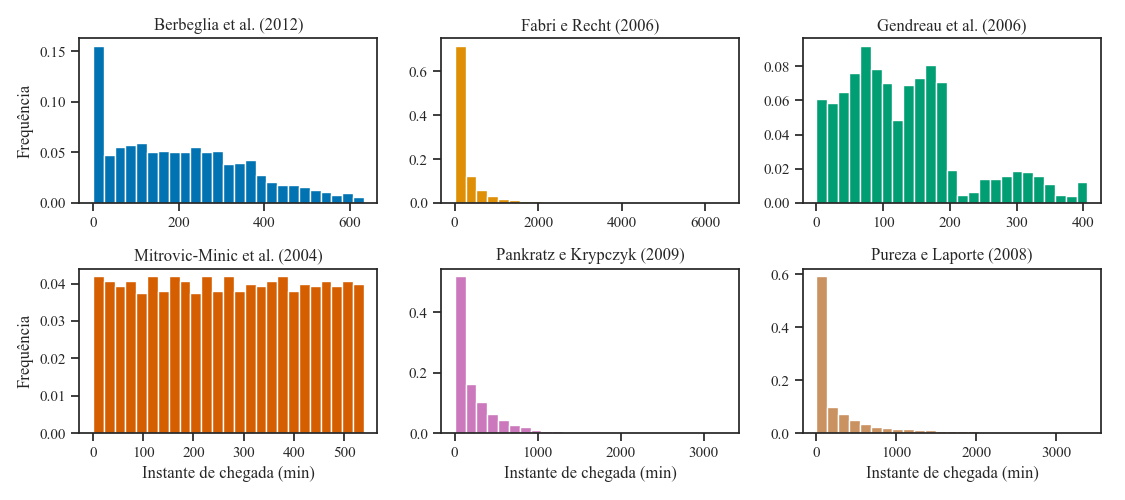 Berbeglia et al. (2012)
Fabri e Recht (2006)
Gendreau et al. (2006)
Frequência
0.15
0.10
0.05
0.00
0 200 400 600
0.6
0.4
0.2
0.0
0 2000 4000 6000
0.08
0.06
0.04
0.02
0.00
0 100 200 300 400
Mitrovic-Minic et al. (2004)
Pankratz e Krypczyk (2009)
Pureza e Laporte (2008)
Frequência
0.04
0.03
0.02
0.01
0.00
0 100 200 300 400 500
Instante de chegada (min)
0.4
0.2
0.0
0 1000 2000 3000
Instante de chegada (min)
0.6
0.4
0.2
0.0
0 1000 2000 3000
Instante de chegada (min)